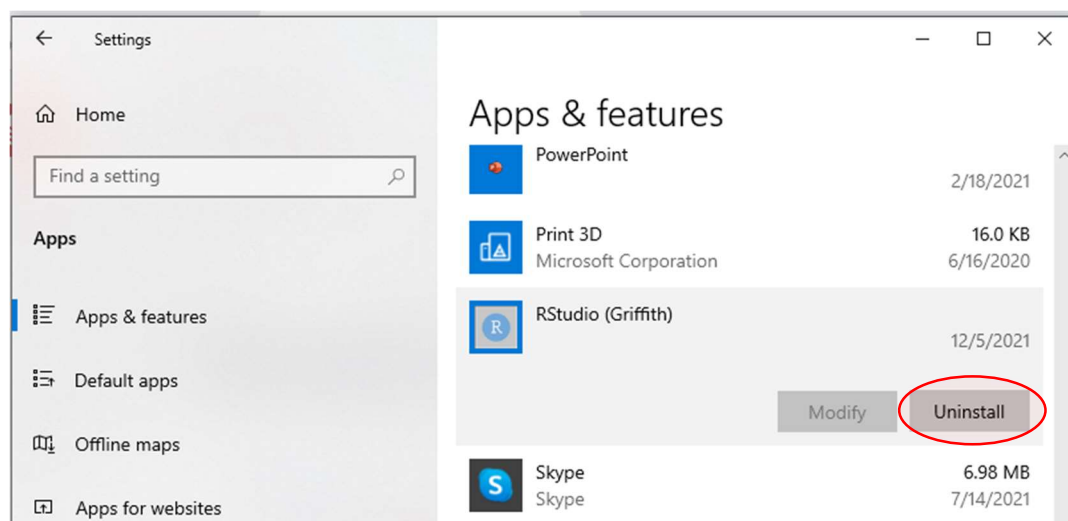 Settings
Home
Find a setting
Apps
Apps & features
Default apps
Offline maps
Apps for websites
Apps & features
PowerPoint
2/18/2021
Print 3D 16.0 KB
Microsoft Corporation 6/16/2020
R
RStudio (Griffith)
12/5/2021
Modify Uninstall
S
Skype 6.98 MB
Skype 7/14/2021